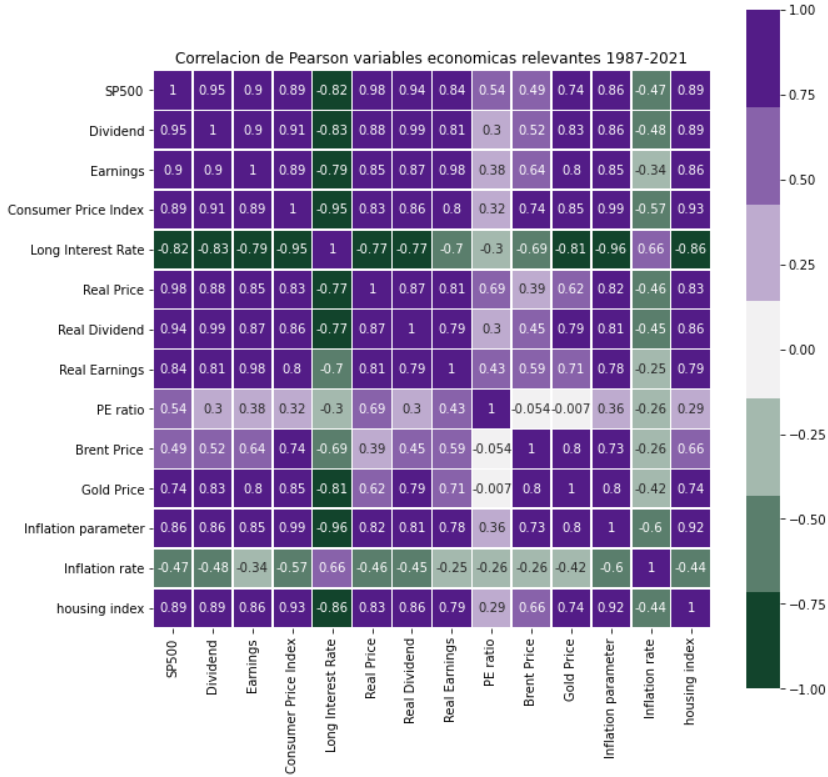 Correlacion de Pearson variables economicas relevantes 1987-2021
SP500 1 0.95 0.9 0.89 -0.82 0.98 0.94 0.84 0.54 0.49 0.74 0.86 -0.47 0.89
Dividend 0.95 1 0.9 0.91 -0.83 0.88 0.99 0.81 0.3 0.52 0.83 0.86 -0.48 0.89
Earnings 0.9 0.9 1 0.89 -0.79 0.85 0.87 0.98 0.38 0.64 0.8 0.85 -0.34 0.86
Consumer Price Index 0.89 0.91 0.89 1 -0.95 0.83 0.86 0.8 0.32 0.74 0.85 0.99 -0.57 0.93
Long Interest Rate -0.82 -0.83 -0.79 -0.95 1 -0.77 -0.77 -0.7 -0.3 -0.69 -0.81 -0.96 0.66 -0.86
Real Price 0.98 0.88 0.85 0.83 -0.77 1 0.87 0.81 0.69 0.39 0.62 0.82 -0.46 0.83
Real Dividend 0.94 0.99 0.87 0.86 -0.77 0.87 1 0.79 0.3 0.45 0.79 0.81 -0.45 0.86
Real Earnings 0.84 0.81 0.98 0.8 -0.7 0.81 0.79 1 0.43 0.59 0.71 0.78 -0.25 0.79
PE ratio 0.54 0.3 0.38 0.32 -0.3 0.69 0.3 0.43 1 -0.054 -0.007 0.36 -0.26 0.29
Brent Price 0.49 0.52 0.64 0.74 -0.69 0.39 0.45 0.59 -0.054 1 0.8 0.73 -0.26 0.66
Gold Price 0.74 0.83 0.8 0.85 -0.81 0.62 0.79 0.71 -0.007 0.8 1 0.8 -0.42 0.74
Inflation parameter 0.86 0.86 0.85 0.99 -0.96 0.82 0.81 0.78 0.36 0.73 0.8 1 -0.6 0.92
Inflation rate -0.47 -0.48 -0.34 -0.57 0.66 -0.46 -0.45 -0.25 -0.26 -0.26 -0.42 -0.6 1 -0.44
housing index 0.89 0.89 0.86 0.93 -0.86 0.83 0.86 0.79 0.29 0.66 0.74 0.92 -0.44 1
SP500
Dividend
Earnings
Consumer Price Index
Long Interest Rate
Real Price
Real Dividend
Real Earnings
PE ratio
Brent Price
Gold Price
Inflation parameter
Inflation rate
housing index
1.00
0.75
0.50
0.25
0.00
−0.25
−0.50
−0.75
−1.00